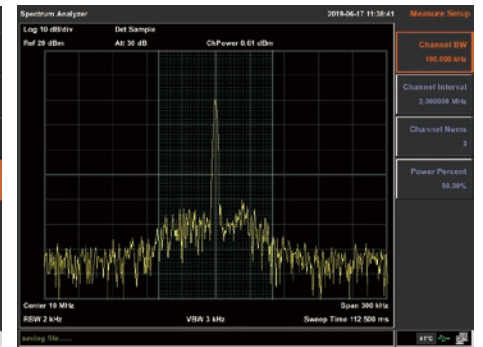 Spectrum Analyzer 2019-06-17 11:38:41 Measure Setup
Log 10 dB/div Det Sample
Ref 20 dBm Att 30 dB ChPower 0.01 dBm
Channel BW
100.000 kHz
Channel Interval
2.000000 MHz
Channel Nums
3
Power Percent
Center 10 MHz Span 300 kHz
RBW 2 kHz VBW 3 kHz Sweep Time 112.500 ms
saving file......